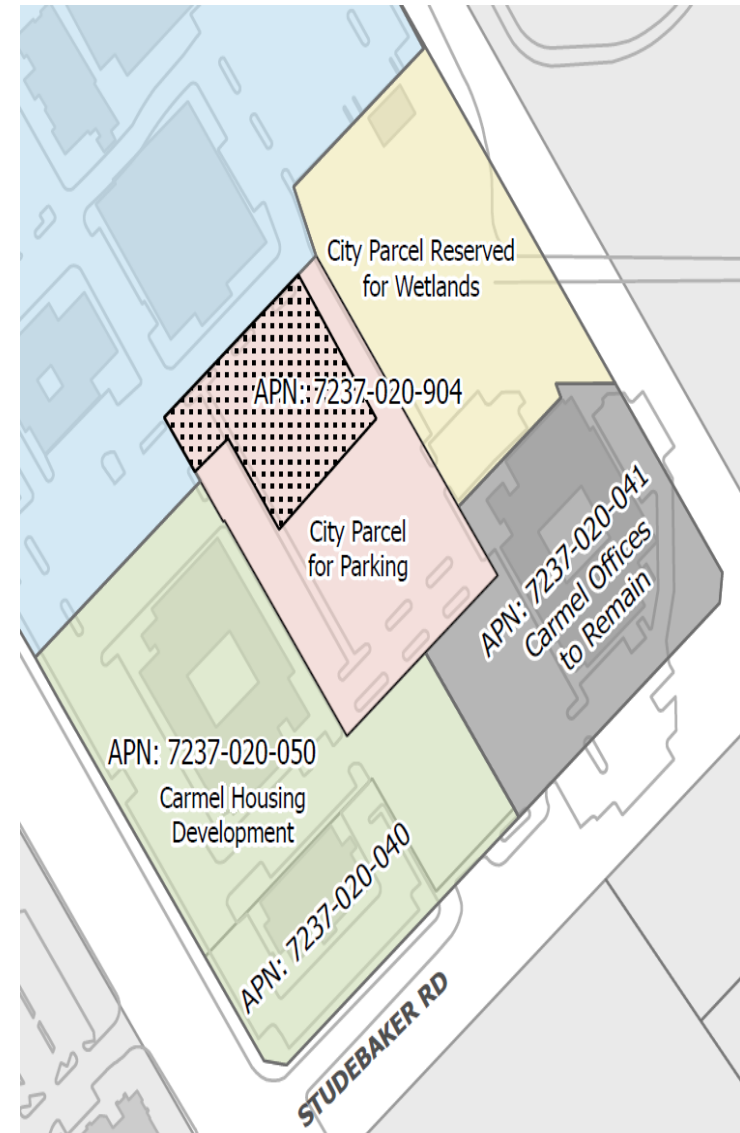 City Parcel Reserved
for Wetlands
APN: 7237-020-904
City Parcel
for Parking
APN: 7237-020-041
Carmel Offices
to Remain
APN: 7237-020-050
Carmel Housing
Development
APN: 7237-020-040
STUDEBAKER RD